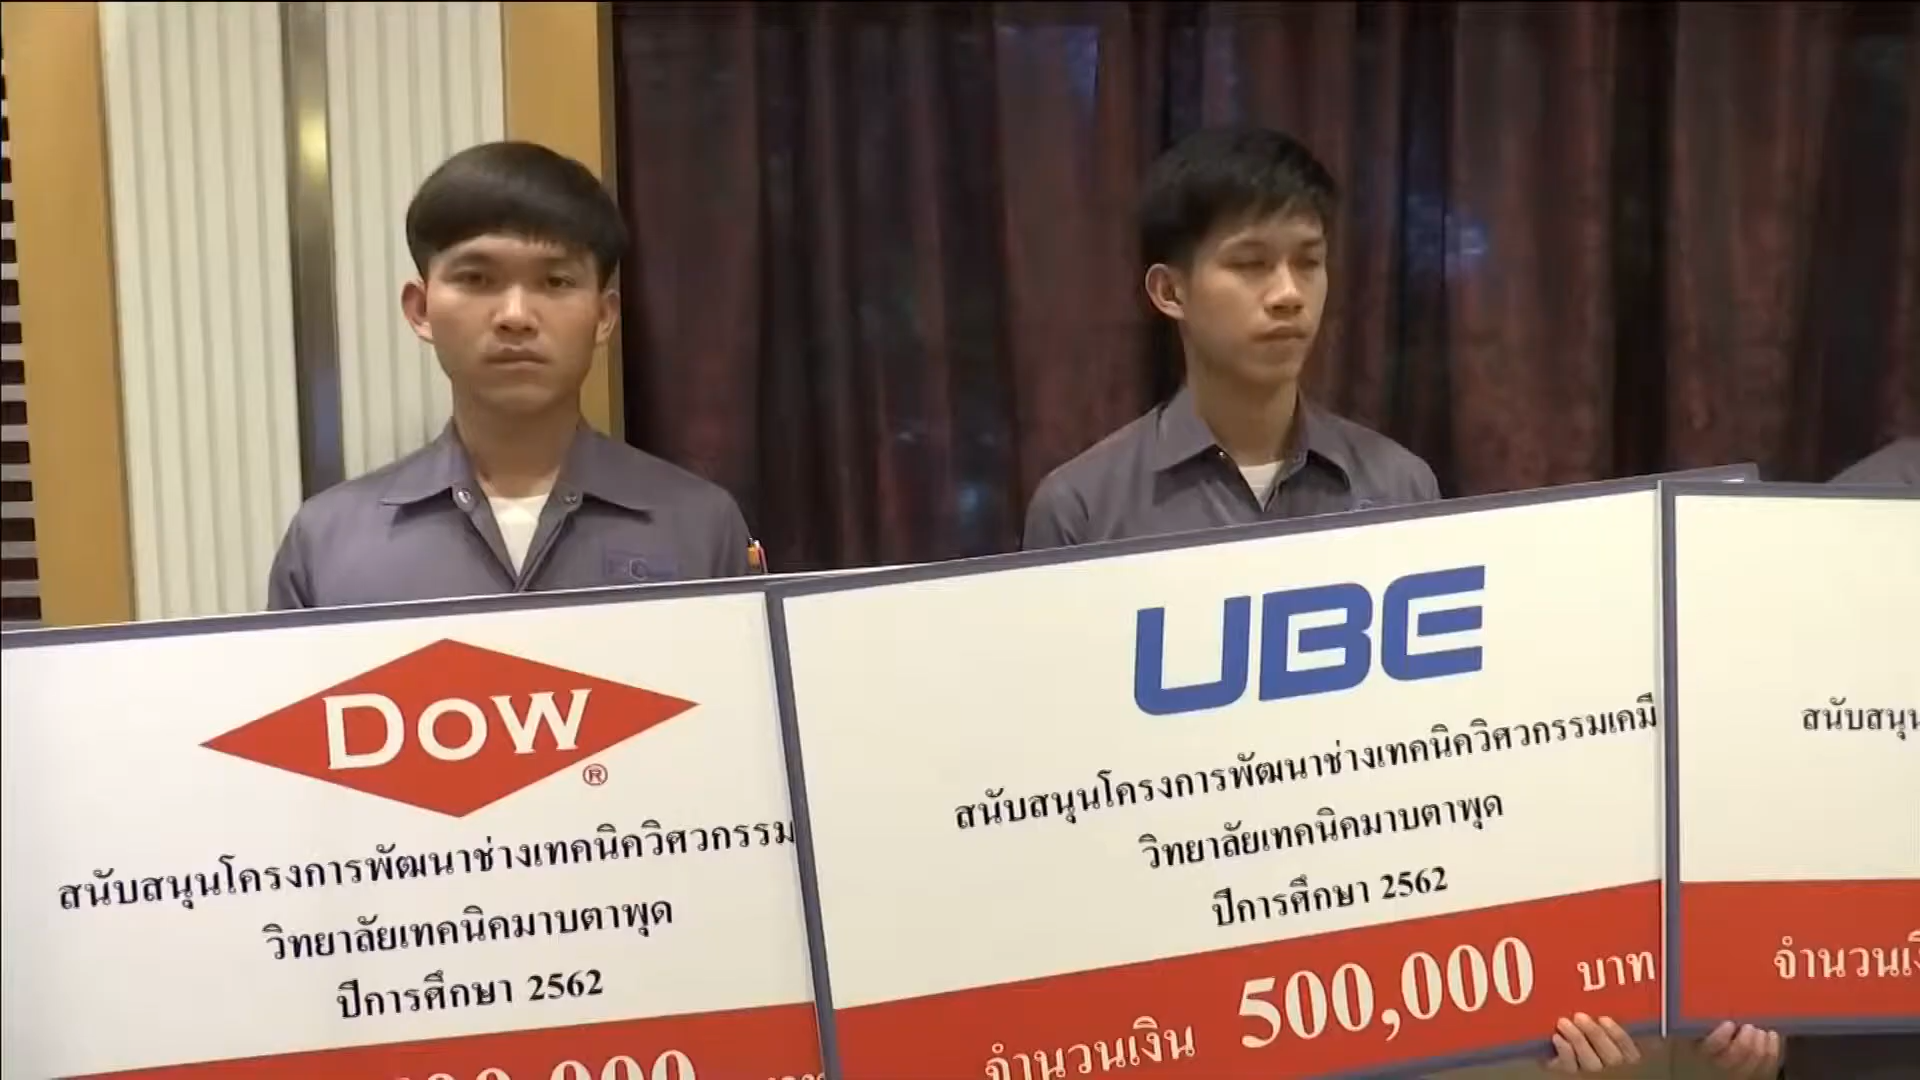 DOW
®
สนับสนุนโครงการพัฒนาช่างเทคนิควิศวกรรม
วิทยาลัยเทคนิคมาบตาพุด
ปีการศึกษา 2562
UBE
สนับสนุนโครงการพัฒนาช่างเทคนิควิศวกรรมเคมี
วิทยาลัยเทคนิคมาบตาพุด
ปีการศึกษา 2562
จำนวนเงิน 500,000 บาท
สนับสนุน
จำนวนเงิ